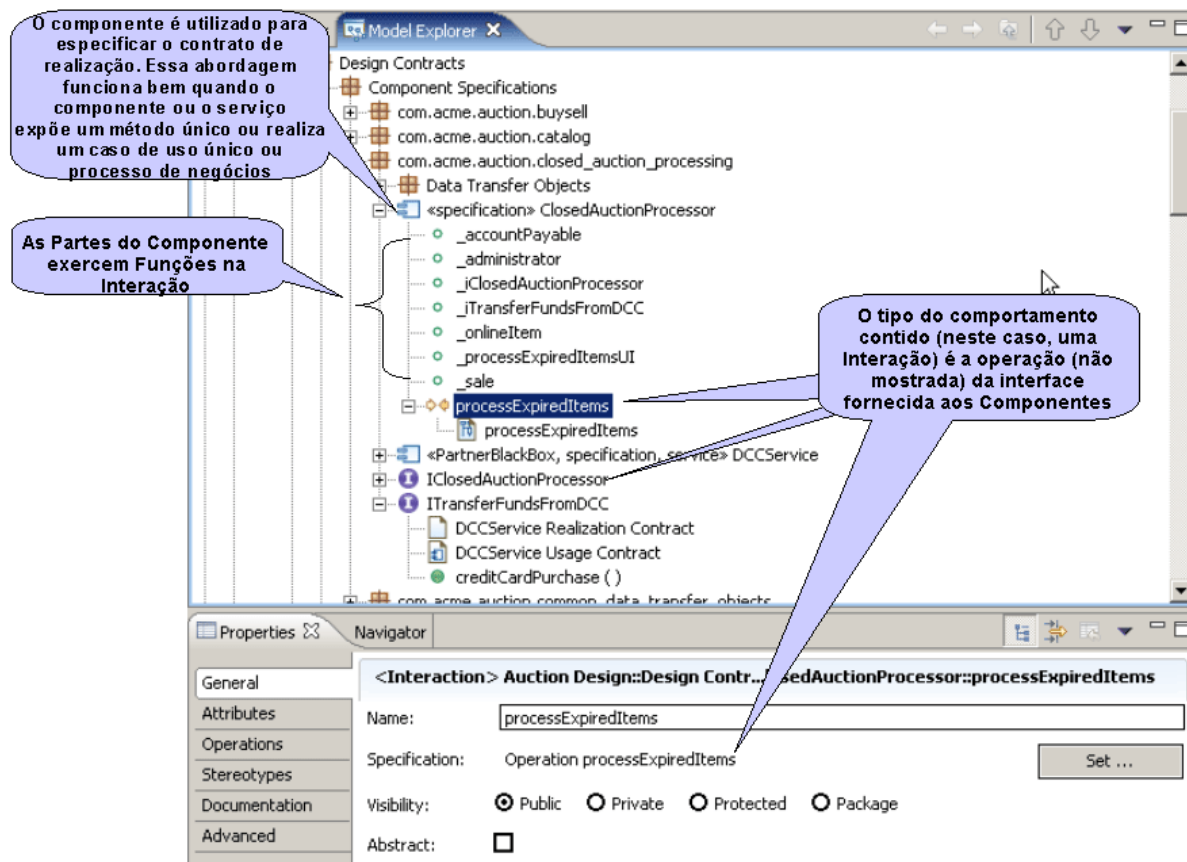 O componente é utilizado para
especificar o contrato de
realização. Essa abordagem
funciona bem quando o
componente ou o serviço
expõe um método único ou realiza
um caso de uso único ou
processo de negócios
As Partes do Componente
exercem Funções na
Interação
Model Explorer
Design Contracts
Component Specifications
com.acme.auction.buysell
com.acme.auction.catalog
com.acme.auction.closed_auction_processing
Data Transfer Objects
«specification» ClosedAuctionProcessor
_accountPayable
_administrator
_iClosedAuctionProcessor
_iTransferFundsFromDCC
_onlineItem
_processExpiredItemsUI
_sale
processExpiredItems
processExpiredItems
«PartnerBlackBox, specification, service» DCCService
IClosedAuctionProcessor
ITransferFundsFromDCC
DCCService Realization Contract
DCCService Usage Contract
creditCardPurchase ( )
com.acme.auction.common_data_transfer_objects
O tipo do comportamento
contido (neste caso, uma
Interação) é a operação (não
mostrada) da interface
fornecida aos Componentes
Properties
Navigator
General
Attributes
Operations
Stereotypes
Documentation
Advanced
<Interaction> Auction Design::Design Contr...losedAuctionProcessor::processExpiredItems
Name: processExpiredItems
Specification: Operation processExpiredItems Set ...
Visibility: Public Private Protected Package
Abstract: